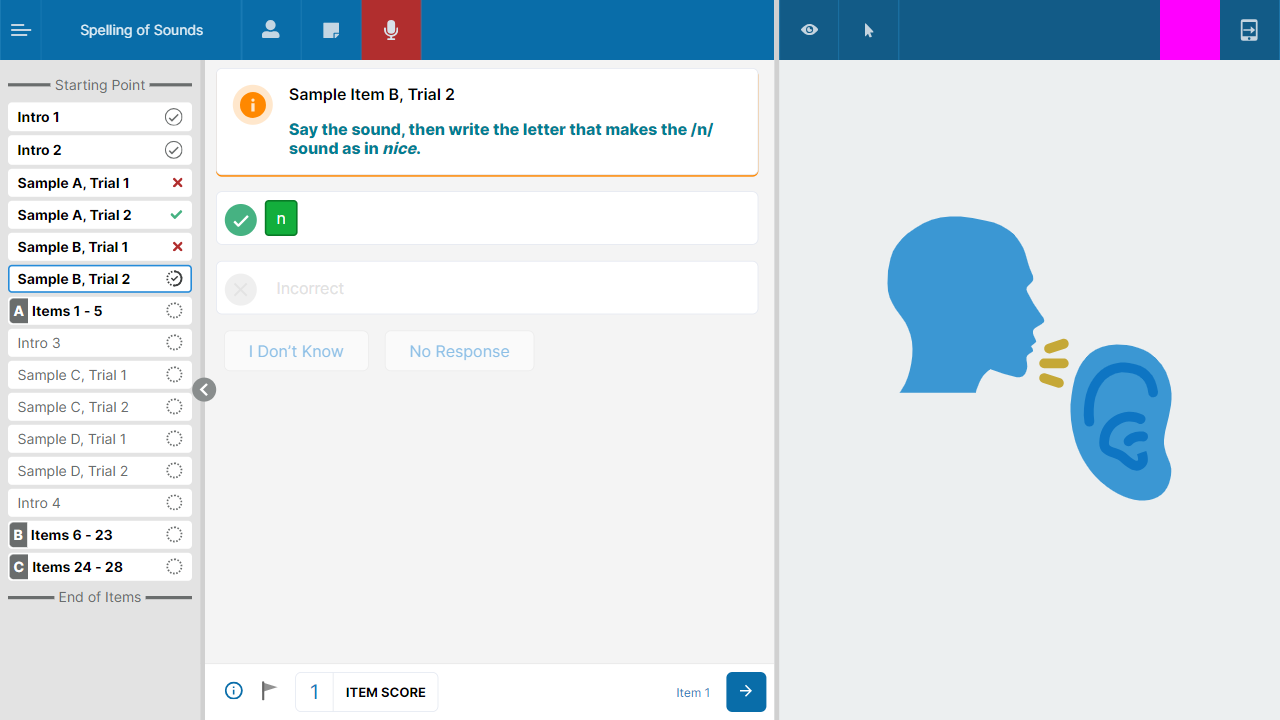 Spelling of Sounds
Starting Point
Intro 1
Intro 2
Sample A, Trial 1
Sample A, Trial 2
Sample B, Trial 1
Sample B, Trial 2
A Items 1 - 5
Intro 3
Sample C, Trial 1
Sample C, Trial 2
Sample D, Trial 1
Sample D, Trial 2
Intro 4
B Items 6 - 23
C Items 24 - 28
End of Items
Sample Item B, Trial 2
Say the sound, then write the letter that makes the /n/
sound as in nice.
n
Incorrect
I Don't Know
No Response
1 ITEM SCORE
Item 1